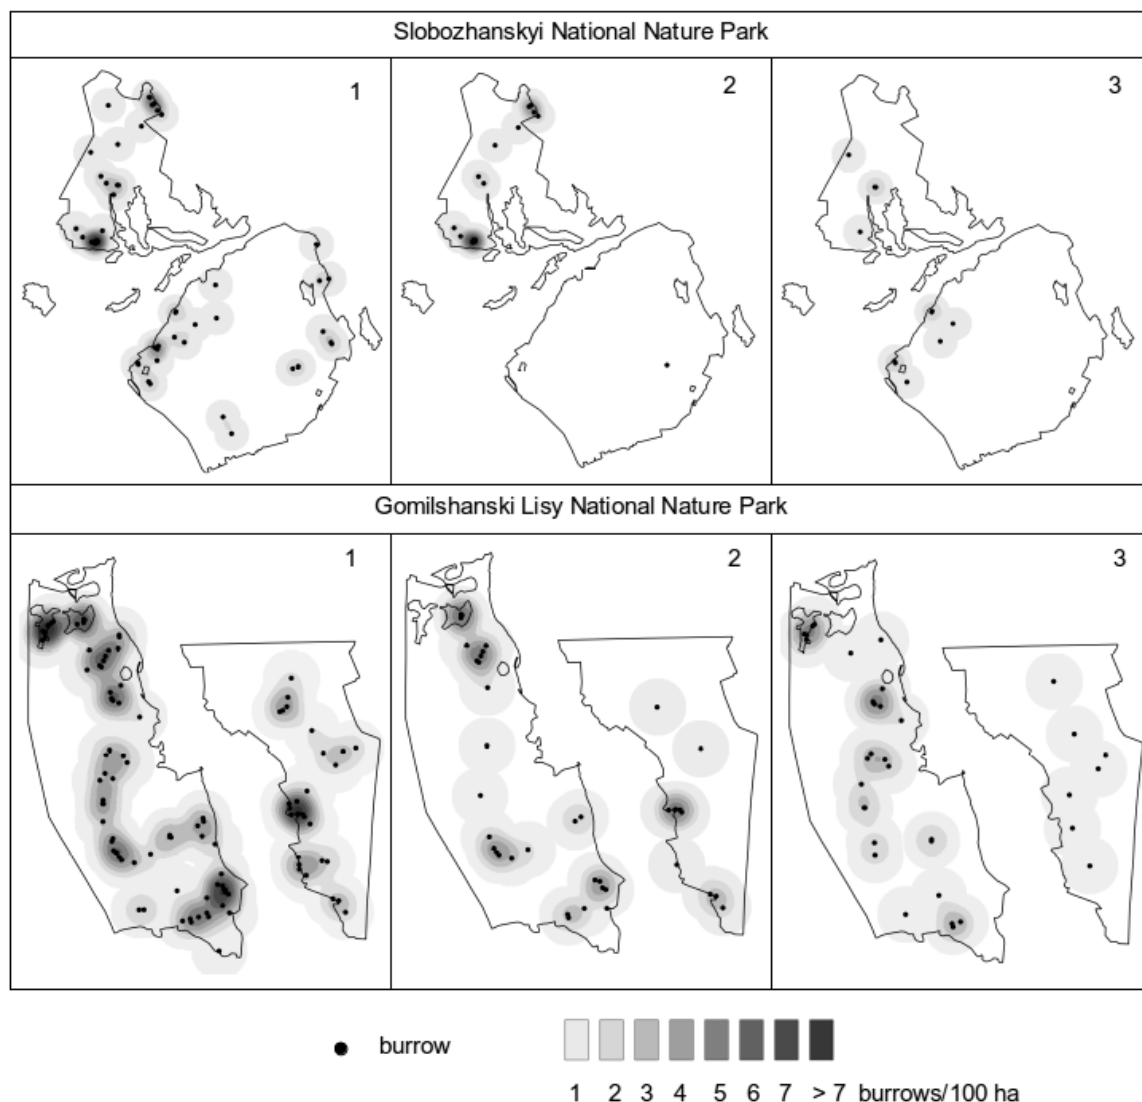 Slobozhanskyi National Nature Park
1 2 3
Gomilshanski Lisy National Nature Park
1 2 3
burrow
1 2 3 4 5 6 7 > 7 burrows/100 ha